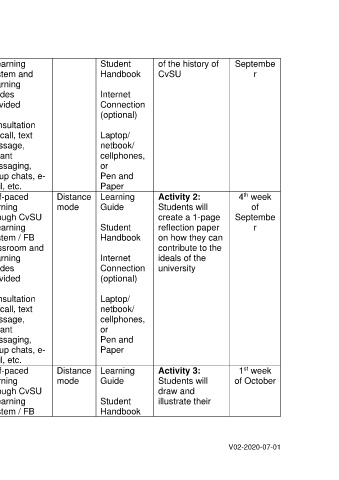 earning
stem and
rning
des
vided
nsultation
call, text
ssage,
ant
ssaging,
up chats, e-
l, etc.
Student
Handbook
Internet
Connection
(optional)
Laptop/
netbook/
cellphones,
or
Pen and
Paper
of the history of
CvSU
Septembe
r
f-paced
rning
ough CvSU
earning
stem / FB
ssroom and
rning
des
vided
nsultation
call, text
ssage,
ant
ssaging,
up chats, e-
il, etc.
Distance
mode
Learning
Guide
Student
Handbook
Internet
Connection
(optional)
Laptop/
netbook/
cellphones,
or
Pen and
Paper
Activity 2:
Students will
create a 1-page
reflection paper
on how they can
contribute to the
ideals of the
university
4th week
of
Septembe
r
f-paced
rning
ough CvSU
earning
stem / FB
Distance
mode
Learning
Guide
Student
Handbook
Activity 3:
Students will
draw and
illustrate their
1st week
of October
V02-2020-07-01